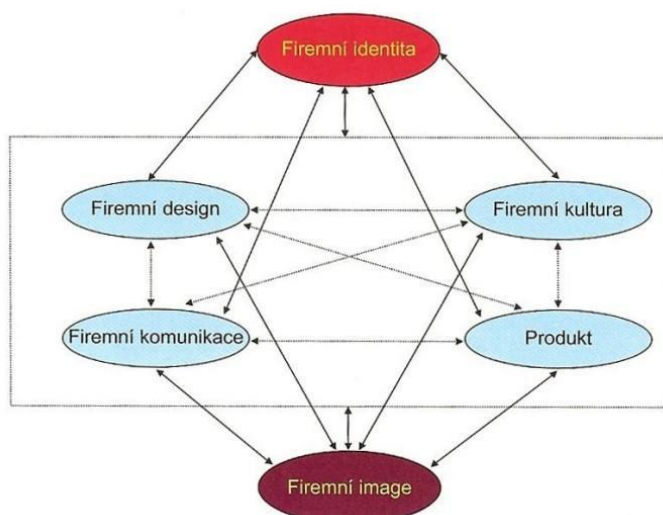 Firemní identita
Firemní design
Firemní kultura
Firemní komunikace
Produkt
Firemní image